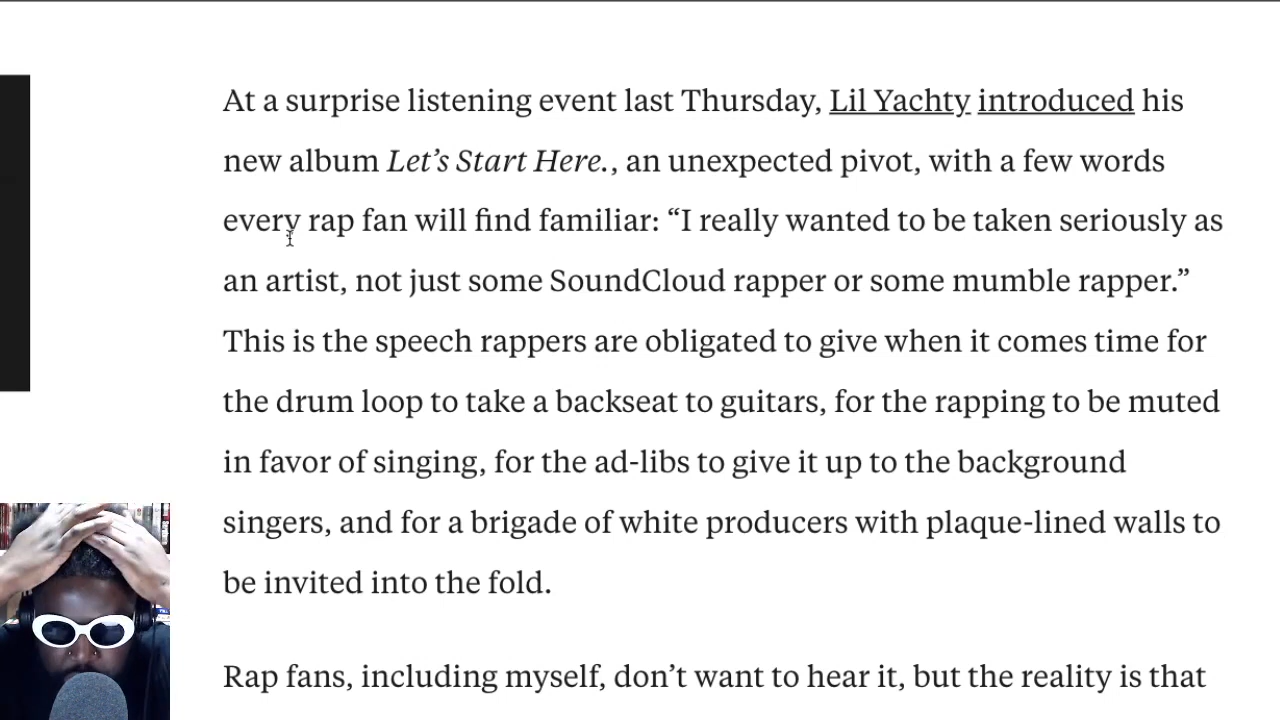 At a surprise listening event last Thursday, Lil Yachty introduced his
new album Let’s Start Here., an unexpected pivot, with a few words
every rap fan will find familiar: “I really wanted to be taken seriously as
an artist, not just some SoundCloud rapper or some mumble rapper.”
This is the speech rappers are obligated to give when it comes time for
the drum loop to take a backseat to guitars, for the rapping to be muted
in favor of singing, for the ad-libs to give it up to the background
singers, and for a brigade of white producers with plaque-lined walls to
be invited into the fold.
Rap fans, including myself, don’t want to hear it, but the reality is that